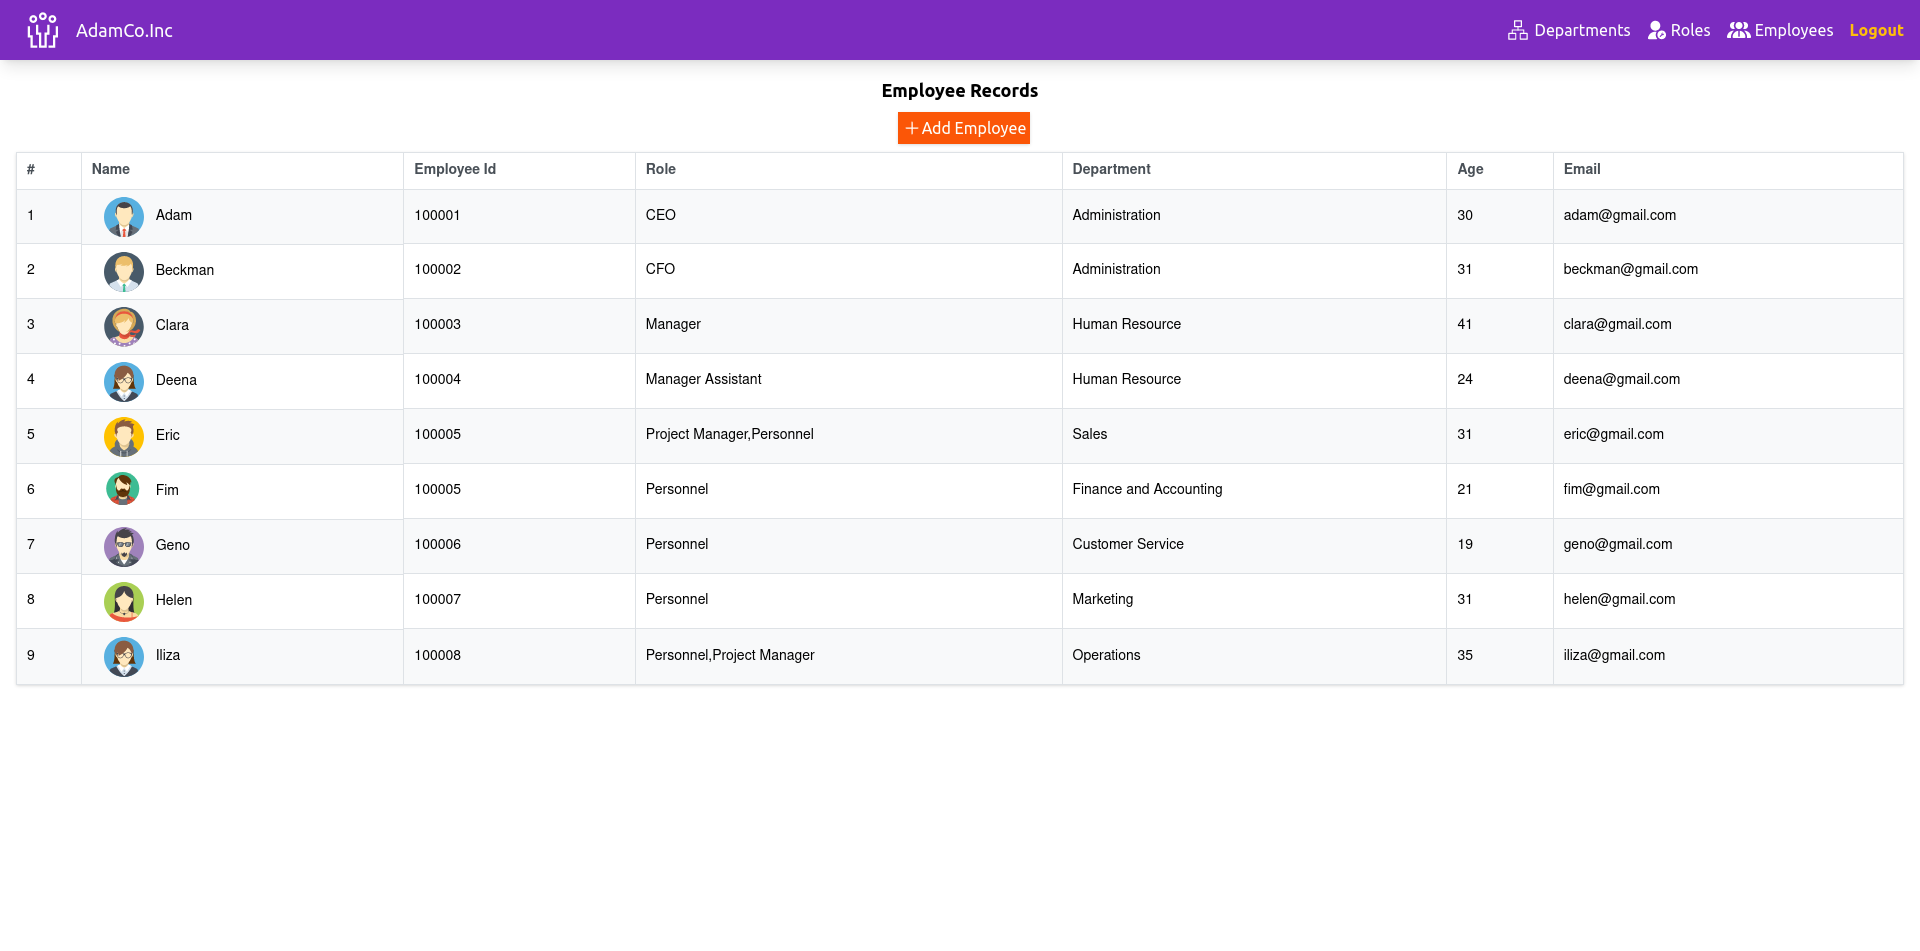 AdamCo.Inc Departments Roles Employees Logout
Employee Records
Add Employee
# Name Employee Id Role Department Age Email
1 Adam 100001 CEO Administration 30 adam@gmail.com
2 Beckman 100002 CFO Administration 31 beckman@gmail.com
3 Clara 100003 Manager Human Resource 41 clara@gmail.com
4 Deena 100004 Manager Assistant Human Resource 24 deena@gmail.com
5 Eric 100005 Project Manager,Personnel Sales 31 eric@gmail.com
6 Fim 100005 Personnel Finance and Accounting 21 fim@gmail.com
7 Geno 100006 Personnel Customer Service 19 geno@gmail.com
8 Helen 100007 Personnel Marketing 31 helen@gmail.com
9 Iliza 100008 Personnel,Project Manager Operations 35 iliza@gmail.com